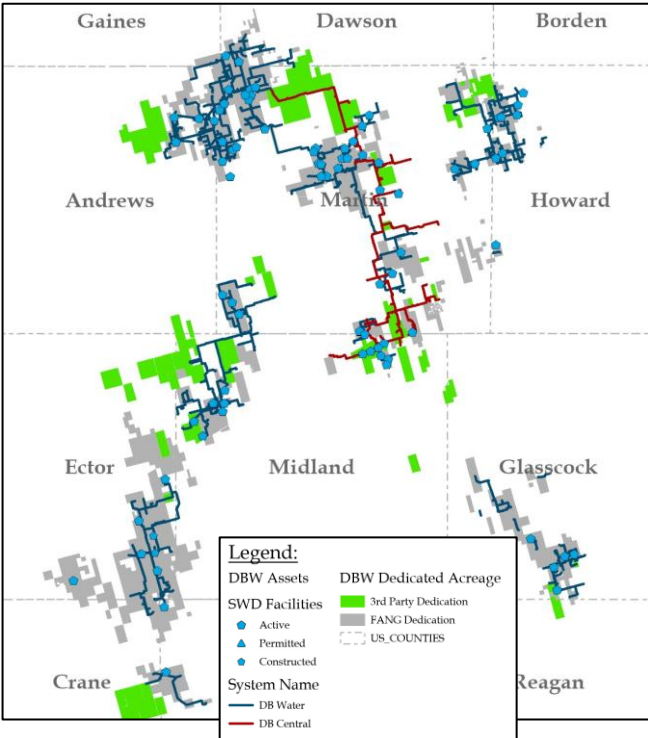 Gaines Dawson Borden
Andrews Martin Howard
Ector Midland Glasscock
Legend:
DBW Assets DBW Dedicated Acreage
SWD Facilities 3rd Party Dedication
Active FANG Dedication
Permitted US_COUNTIES
Constructed
System Name
DB Water
DB Central
Crane Reagan